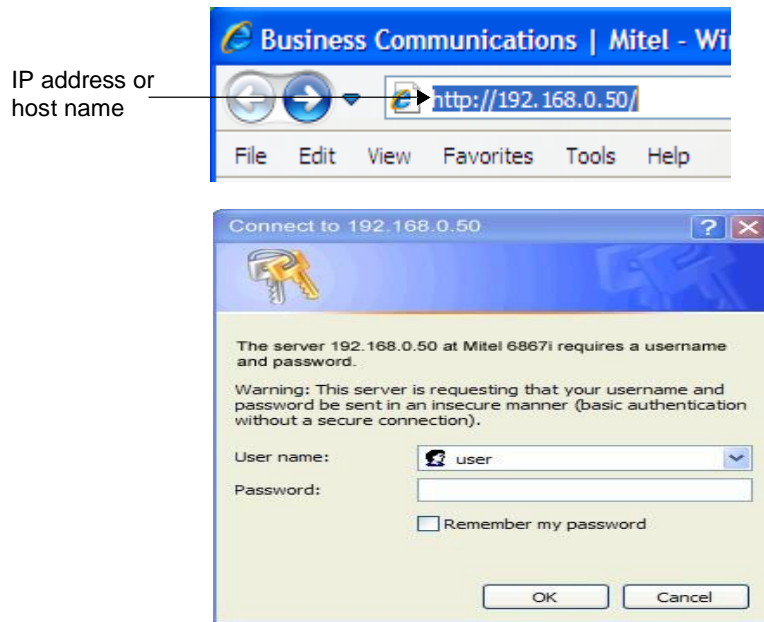 Business Communications | Mitel - Wi
IP address or
host name
http://192.168.0.50/
File Edit View Favorites Tools Help
Connect to 192.168.0.50
The server 192.168.0.50 at Mitel 6867i requires a username
and password.
Warning: This server is requesting that your username and
password be sent in an insecure manner (basic authentication
without a secure connection).
User name:
user
Password:
Remember my password
OK
Cancel